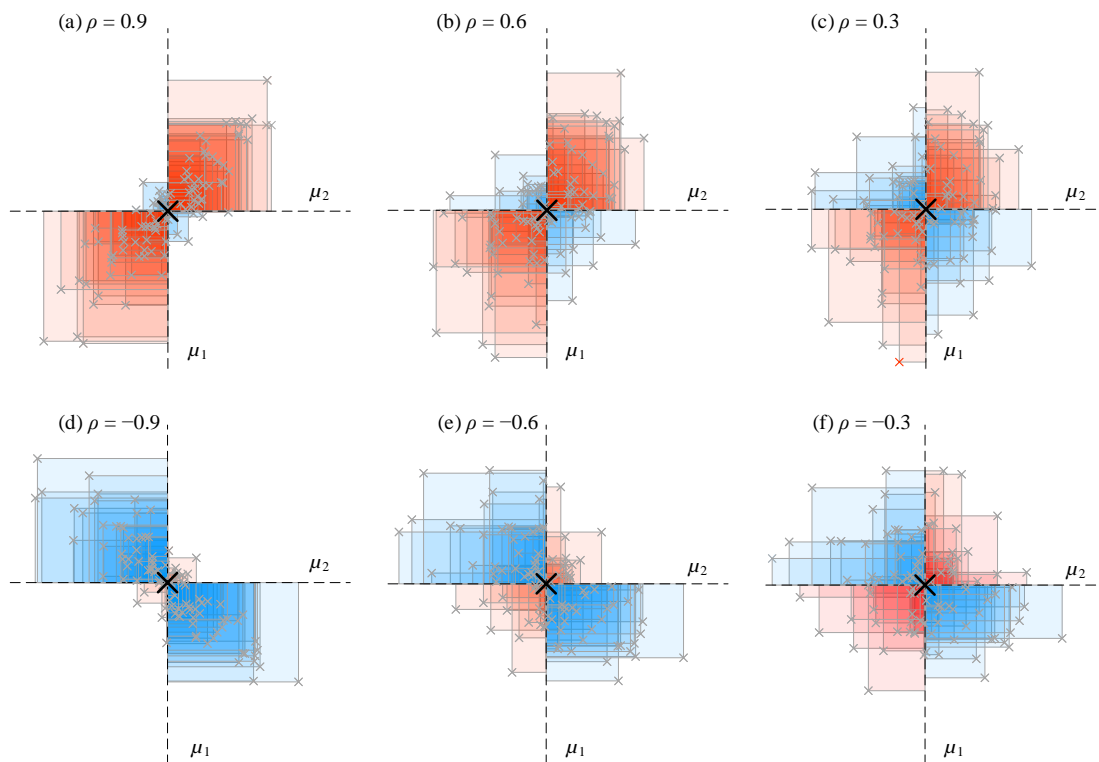 (a) ρ = 0.9
(b) ρ = 0.6
(c) ρ = 0.3
μ₂
μ₂
μ₂
μ₁
μ₁
μ₁
(d) ρ = −0.9
(e) ρ = −0.6
(f) ρ = −0.3
μ₂
μ₂
μ₂
μ₁
μ₁
μ₁